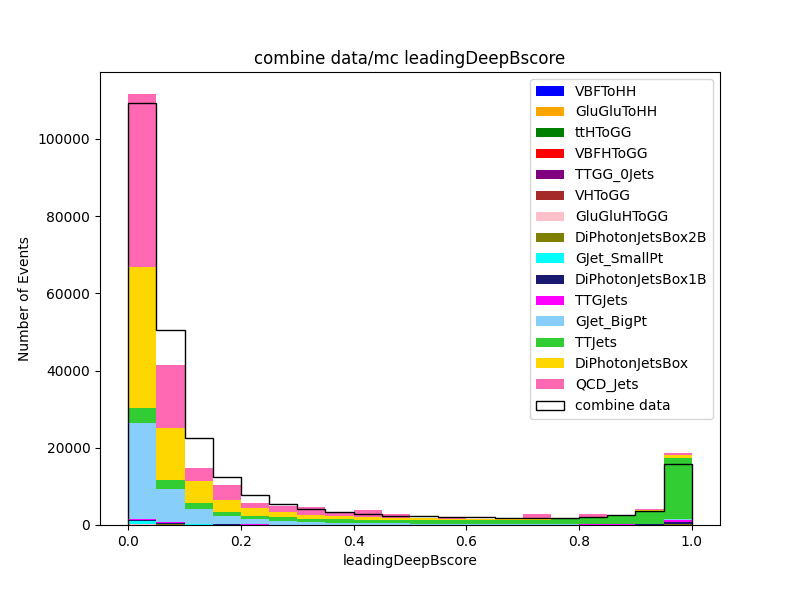 combine data/mc leadingDeepBscore
Number of Events
100000
80000
60000
40000
20000
0
0.0
0.2
0.4
0.6
0.8
1.0
leadingDeepBscore
VBFToHH
GluGluToHH
ttHToGG
VBFHToGG
TTGG_0Jets
VHToGG
GluGluHToGG
DiPhotonJetsBox2B
GJet_SmallPt
DiPhotonJetsBox1B
TTGJets
GJet_BigPt
TTJets
DiPhotonJetsBox
QCD_Jets
combine data